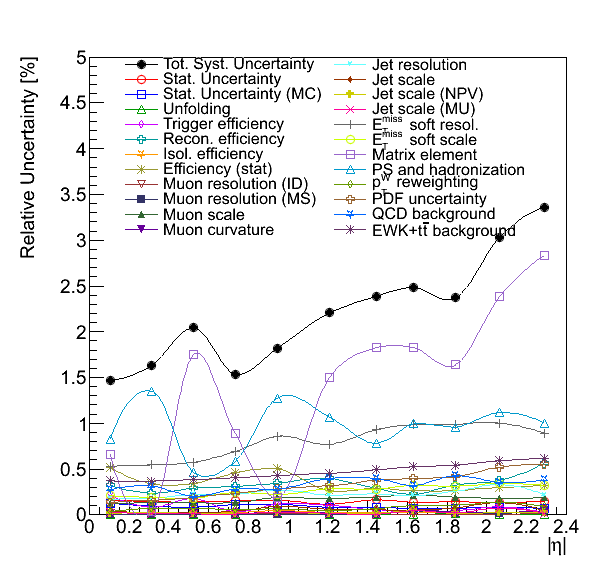 Relative Uncertainty [%]
5
4.5
4
3.5
3
2.5
2
1.5
1
0.5
0
Tot. Syst. Uncertainty
Stat. Uncertainty
Stat. Uncertainty (MC)
Unfolding
Trigger efficiency
Recon. efficiency
Isol. efficiency
Efficiency (stat)
Muon resolution (ID)
Muon resolution (MS)
Muon scale
Muon curvature
Jet resolution
Jet scale
Jet scale (NPV)
Jet scale (MU)
E_T^miss soft resol.
E_T^miss soft scale
Matrix element
PS and hadronization
p_T^W reweighting
PDF uncertainty
QCD background
EWK+tt̄ background
0 0.2 0.4 0.6 0.8 1 1.2 1.4 1.6 1.8 2 2.2 2.4
|η|